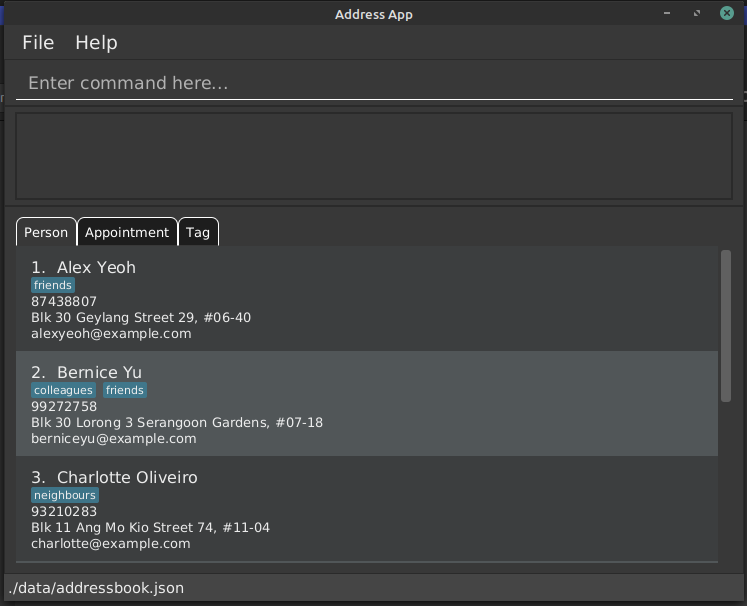 Address App
File Help
Enter command here...
Person Appointment Tag
1. Alex Yeoh
friends
87438807
Blk 30 Geylang Street 29, #06-40
alexyeoh@example.com
2. Bernice Yu
colleagues friends
99272758
Blk 30 Lorong 3 Serangoon Gardens, #07-18
berniceyu@example.com
3. Charlotte Oliveiro
neighbours
93210283
Blk 11 Ang Mo Kio Street 74, #11-04
charlotte@example.com
./data/addressbook.json